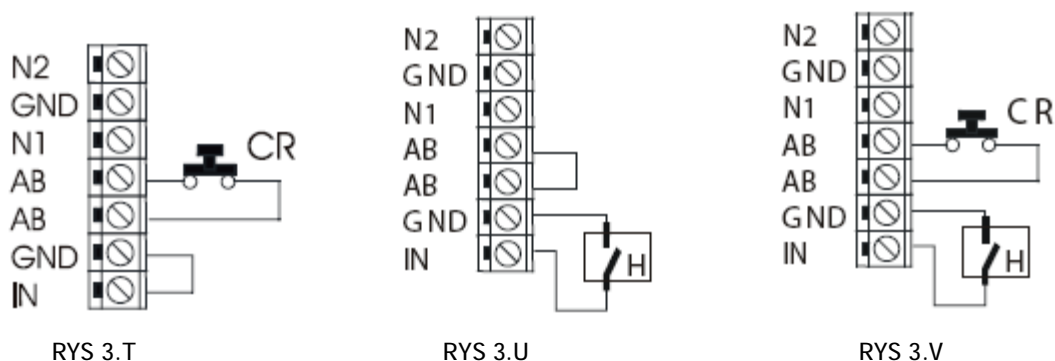 N2
GND
N1
AB
AB
GND
IN
CR
RYS 3.T
N2
GND
N1
AB
AB
GND
IN
H
RYS 3.U
N2
GND
N1
AB
AB
GND
IN
CR
H
RYS 3.V